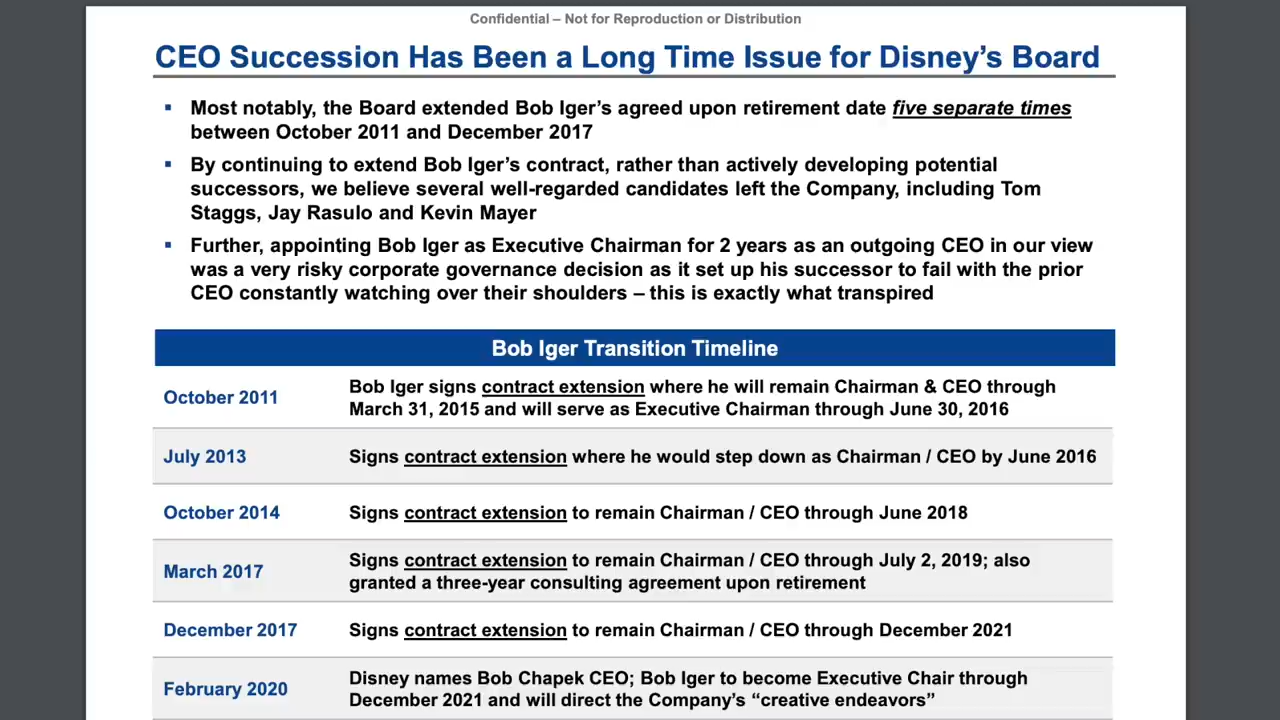 Confidential – Not for Reproduction or Distribution
CEO Succession Has Been a Long Time Issue for Disney’s Board
▪ Most notably, the Board extended Bob Iger’s agreed upon retirement date five separate times
between October 2011 and December 2017
▪ By continuing to extend Bob Iger’s contract, rather than actively developing potential
successors, we believe several well-regarded candidates left the Company, including Tom
Staggs, Jay Rasulo and Kevin Mayer
▪ Further, appointing Bob Iger as Executive Chairman for 2 years as an outgoing CEO in our view
was a very risky corporate governance decision as it set up his successor to fail with the prior
CEO constantly watching over their shoulders – this is exactly what transpired
Bob Iger Transition Timeline
October 2011
Bob Iger signs contract extension where he will remain Chairman & CEO through
March 31, 2015 and will serve as Executive Chairman through June 30, 2016
July 2013
Signs contract extension where he would step down as Chairman / CEO by June 2016
October 2014
Signs contract extension to remain Chairman / CEO through June 2018
March 2017
Signs contract extension to remain Chairman / CEO through July 2, 2019; also
granted a three-year consulting agreement upon retirement
December 2017
Signs contract extension to remain Chairman / CEO through December 2021
February 2020
Disney names Bob Chapek CEO; Bob Iger to become Executive Chair through
December 2021 and will direct the Company’s “creative endeavors”